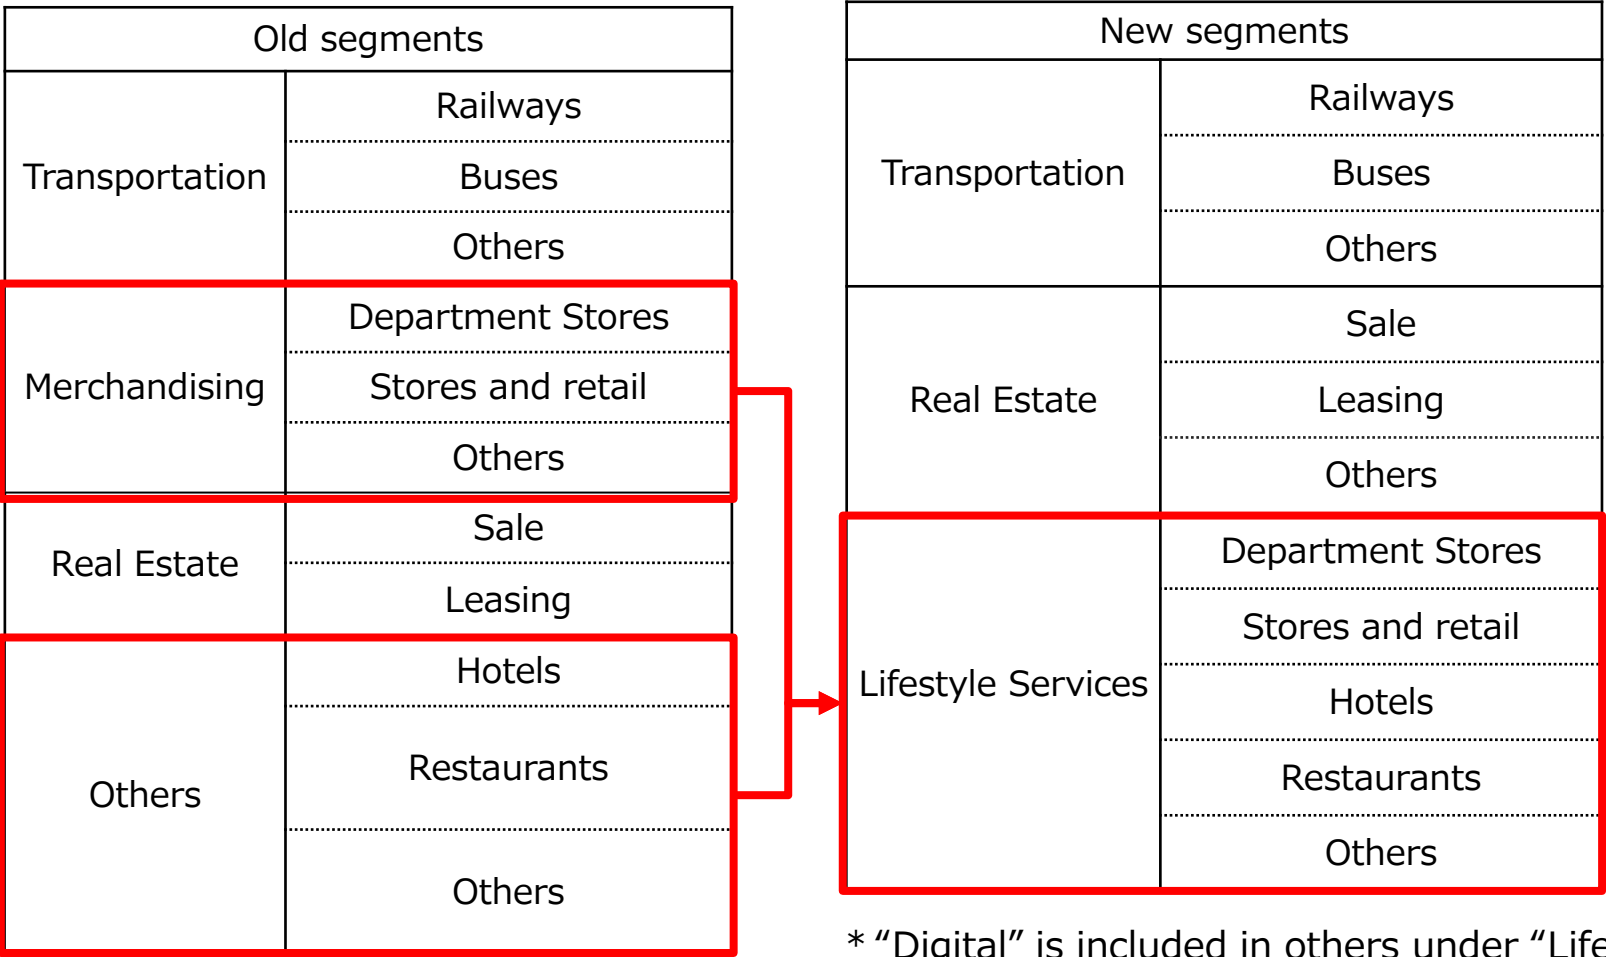 Old segments
Transportation
Railways
Buses
Others
Merchandising
Department Stores
Stores and retail
Others
Real Estate
Sale
Leasing
Others
Hotels
Restaurants
Others
New segments
Transportation
Railways
Buses
Others
Real Estate
Sale
Leasing
Others
Lifestyle Services
Department Stores
Stores and retail
Hotels
Restaurants
Others
* “Digital” is included in others under